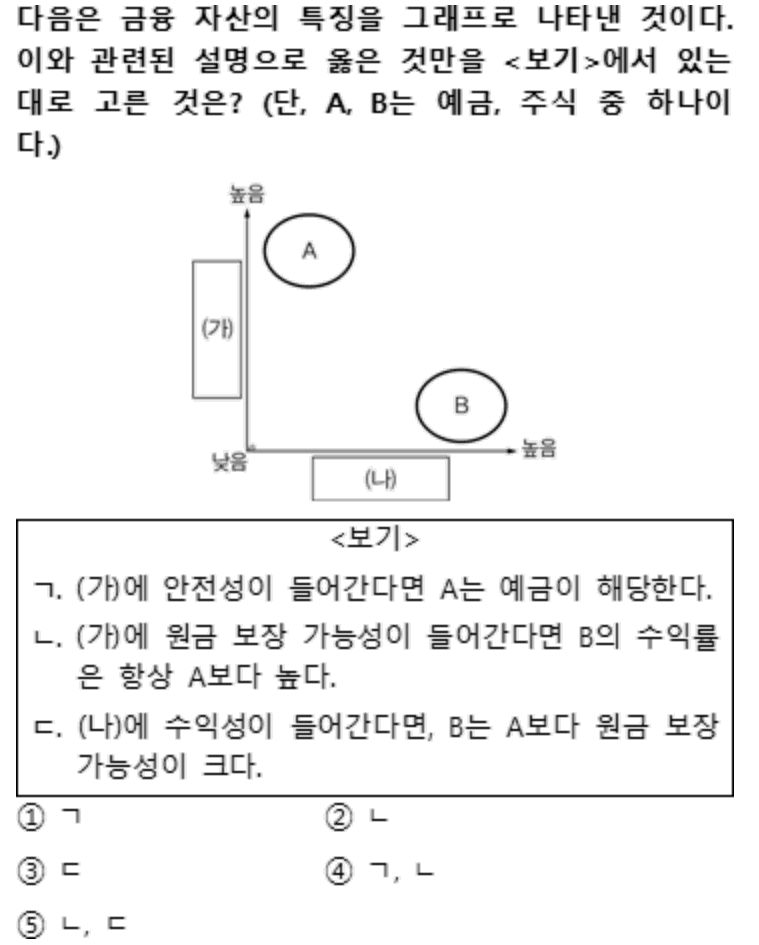 다음은 금융 자산의 특징을 그래프로 나타낸 것이다.
이와 관련된 설명으로 옳은 것만을 <보기>에서 있는
대로 고른 것은? (단, A, B는 예금, 주식 중 하나이
다.)
높음
A
(가)
B
낮음
높음
(나)
<보기>
ㄱ. (가)에 안전성이 들어간다면 A는 예금이 해당한다.
ㄴ. (가)에 원금 보장 가능성이 들어간다면 B의 수익률
은 항상 A보다 높다.
ㄷ. (나)에 수익성이 들어간다면, B는 A보다 원금 보장
가능성이 크다.
① ㄱ ② ㄴ
③ ㄷ ④ ㄱ, ㄴ
⑤ ㄴ, ㄷ